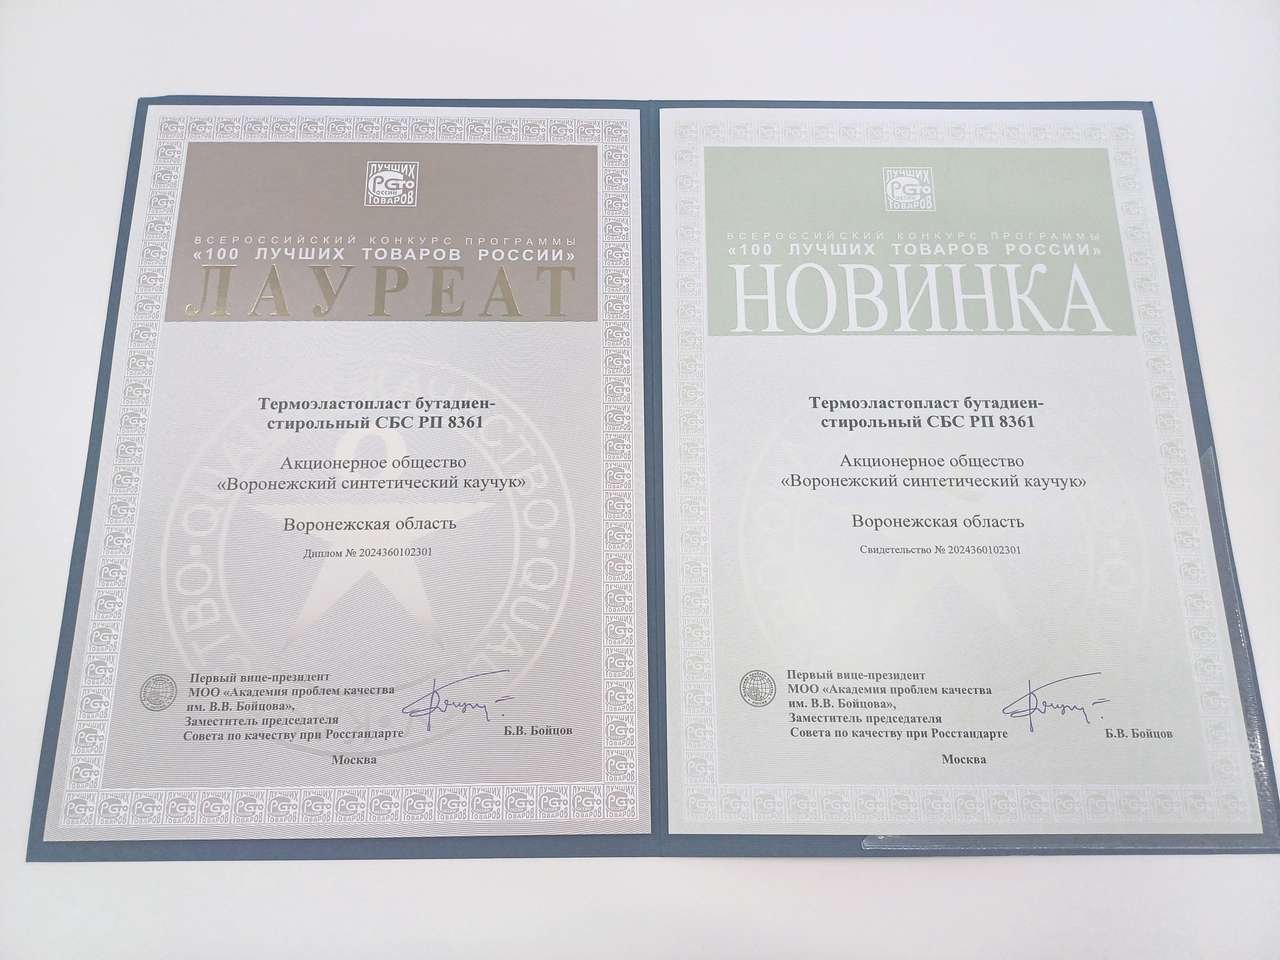 ЛУЧШИХ
РGТО
РОССИИ
ТОВАРОВ
ВСЕРОССИЙСКИЙ КОНКУРС ПРОГРАММЫ
«100 ЛУЧШИХ ТОВАРОВ РОССИИ»
ЛАУРЕАТ
Термоэластопласт бутадиен-
стирольный СБС РП 8361
Акционерное общество
«Воронежский синтетический каучук»
Воронежская область
Диплом № 2024360102301
Первый вице-президент
МОО «Академия проблем качества
им. В.В. Бойцова»,
Заместитель председателя
Совета по качеству при Росстандарте
Б.В. Бойцов
Москва
ЛУЧШИХ
РGТО
РОССИИ
ТОВАРОВ
ВСЕРОССИЙСКИЙ КОНКУРС ПРОГРАММЫ
«100 ЛУЧШИХ ТОВАРОВ РОССИИ»
НОВИНКА
Термоэластопласт бутадиен-
стирольный СБС РП 8361
Акционерное общество
«Воронежский синтетический каучук»
Воронежская область
Свидетельство № 2024360102301
Первый вице-президент
МОО «Академия проблем качества
им. В.В. Бойцова»,
Заместитель председателя
Совета по качеству при Росстандарте
Б.В. Бойцов
Москва